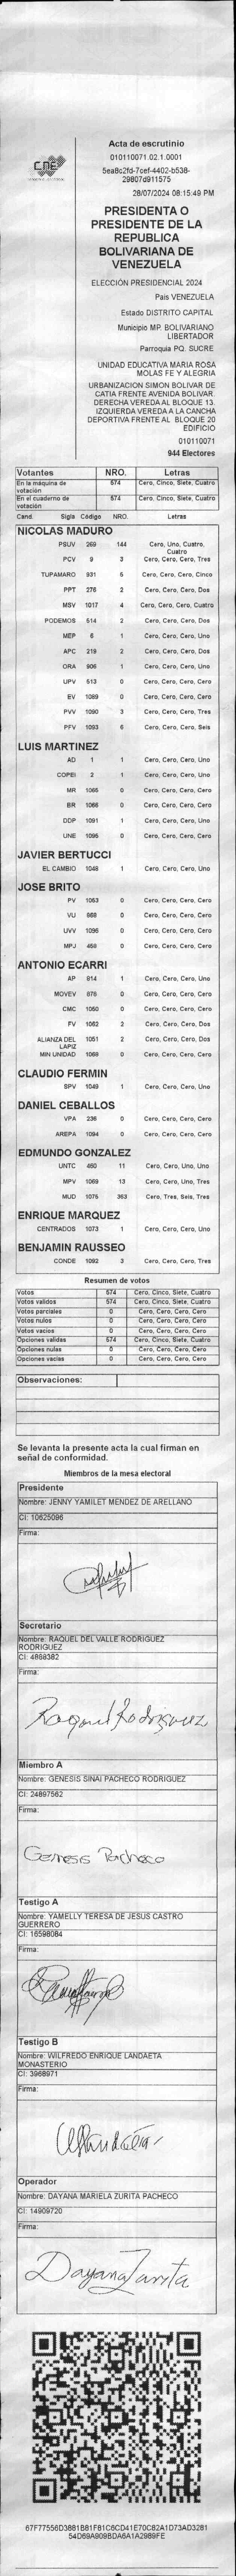 CNE
Acta de escrutinio
010110071.02.1.0001
5ea8c2fd-7cef-4402-b538-
29807d911575
28/07/2024 08:15:49 PM
PRESIDENTA O
PRESIDENTE DE LA
REPUBLICA
BOLIVARIANA DE
VENEZUELA
ELECCIÓN PRESIDENCIAL 2024
País VENEZUELA
Estado DISTRITO CAPITAL
Municipio MP. BOLIVARIANO
LIBERTADOR
Parroquia PQ. SUCRE
UNIDAD EDUCATIVA MARIA ROSA
MOLAS FE Y ALEGRIA
URBANIZACION SIMON BOLIVAR DE
CATIA FRENTE AVENIDA BOLIVAR.
DERECHA VEREDA AL BLOQUE 13.
IZQUIERDA VEREDA A LA CANCHA
DEPORTIVA FRENTE AL BLOQUE 20
EDIFICIO
010110071
944 Electores
Votantes NRO. Letras
En la máquina de votación 574 Cero, Cinco, Siete, Cuatro
En el cuaderno de votación 574 Cero, Cinco, Siete, Cuatro
Cand. Sigla Código NRO. Letras
NICOLAS MADURO
PSUV 269 144 Cero, Uno, Cuatro, Cuatro
PCV 9 3 Cero, Cero, Cero, Tres
TUPAMARO 931 5 Cero, Cero, Cero, Cinco
PPT 276 2 Cero, Cero, Cero, Dos
MSV 1017 4 Cero, Cero, Cero, Cuatro
PODEMOS 514 2 Cero, Cero, Cero, Dos
MEP 6 1 Cero, Cero, Cero, Uno
APC 219 2 Cero, Cero, Cero, Dos
ORA 906 1 Cero, Cero, Cero, Uno
UPV 513 0 Cero, Cero, Cero, Cero
EV 1089 0 Cero, Cero, Cero, Cero
PVV 1090 3 Cero, Cero, Cero, Tres
PFV 1093 6 Cero, Cero, Cero, Seis
LUIS MARTINEZ
AD 1 1 Cero, Cero, Cero, Uno
COPEI 2 1 Cero, Cero, Cero, Uno
MR 1065 0 Cero, Cero, Cero, Cero
BR 1066 0 Cero, Cero, Cero, Cero
DDP 1091 1 Cero, Cero, Cero, Uno
UNE 1095 0 Cero, Cero, Cero, Cero
JAVIER BERTUCCI
EL CAMBIO 1048 1 Cero, Cero, Cero, Uno
JOSE BRITO
PV 1053 0 Cero, Cero, Cero, Cero
VU 868 0 Cero, Cero, Cero, Cero
UVV 1096 0 Cero, Cero, Cero, Cero
MPJ 458 0 Cero, Cero, Cero, Cero
ANTONIO ECARRI
AP 814 1 Cero, Cero, Cero, Uno
MOVEV 878 0 Cero, Cero, Cero, Cero
CMC 1050 0 Cero, Cero, Cero, Cero
FV 1062 2 Cero, Cero, Cero, Dos
ALIANZA DEL LAPIZ 1051 2 Cero, Cero, Cero, Dos
MIN UNIDAD 1068 0 Cero, Cero, Cero, Cero
CLAUDIO FERMIN
SPV 1049 1 Cero, Cero, Cero, Uno
DANIEL CEBALLOS
VPA 236 0 Cero, Cero, Cero, Cero
AREPA 1094 0 Cero, Cero, Cero, Cero
EDMUNDO GONZALEZ
UNTC 460 11 Cero, Cero, Uno, Uno
MPV 1069 13 Cero, Cero, Uno, Tres
MUD 1075 363 Cero, Tres, Seis, Tres
ENRIQUE MARQUEZ
CENTRADOS 1073 1 Cero, Cero, Cero, Uno
BENJAMIN RAUSSEO
CONDE 1092 3 Cero, Cero, Cero, Tres
Resumen de votos
Votos 574 Cero, Cinco, Siete, Cuatro
Votos validos 574 Cero, Cinco, Siete, Cuatro
Votos parciales 0 Cero, Cero, Cero, Cero
Votos nulos 0 Cero, Cero, Cero, Cero
Votos vacios 0 Cero, Cero, Cero, Cero
Opciones validas 574 Cero, Cinco, Siete, Cuatro
Opciones nulas 0 Cero, Cero, Cero, Cero
Opciones vacias 0 Cero, Cero, Cero, Cero
Observaciones:
Se levanta la presente acta la cual firman en
señal de conformidad.
Miembros de la mesa electoral
Presidente
Nombre: JENNY YAMILET MENDEZ DE ARELLANO
CI: 10625096
Firma:
Secretario
Nombre: RAQUEL DEL VALLE RODRIGUEZ
RODRIGUEZ
CI: 4868382
Firma:
Raquel Rodriguez
Miembro A
Nombre: GENESIS SINAI PACHECO RODRIGUEZ
CI: 24897562
Firma:
Genesis Pacheco
Testigo A
Nombre: YAMELLY TERESA DE JESUS CASTRO
GUERRERO
CI: 16598084
Firma:
Testigo B
Nombre: WILFREDO ENRIQUE LANDAETA
MONASTERIO
CI: 3968971
Firma:
Operador
Nombre: DAYANA MARIELA ZURITA PACHECO
CI: 14909720
Firma:
Dayana Zurita
67F77556D3881B81F81C6CD41E70C82A1D73AD3281
54D69A909BDA6A1A2989FE